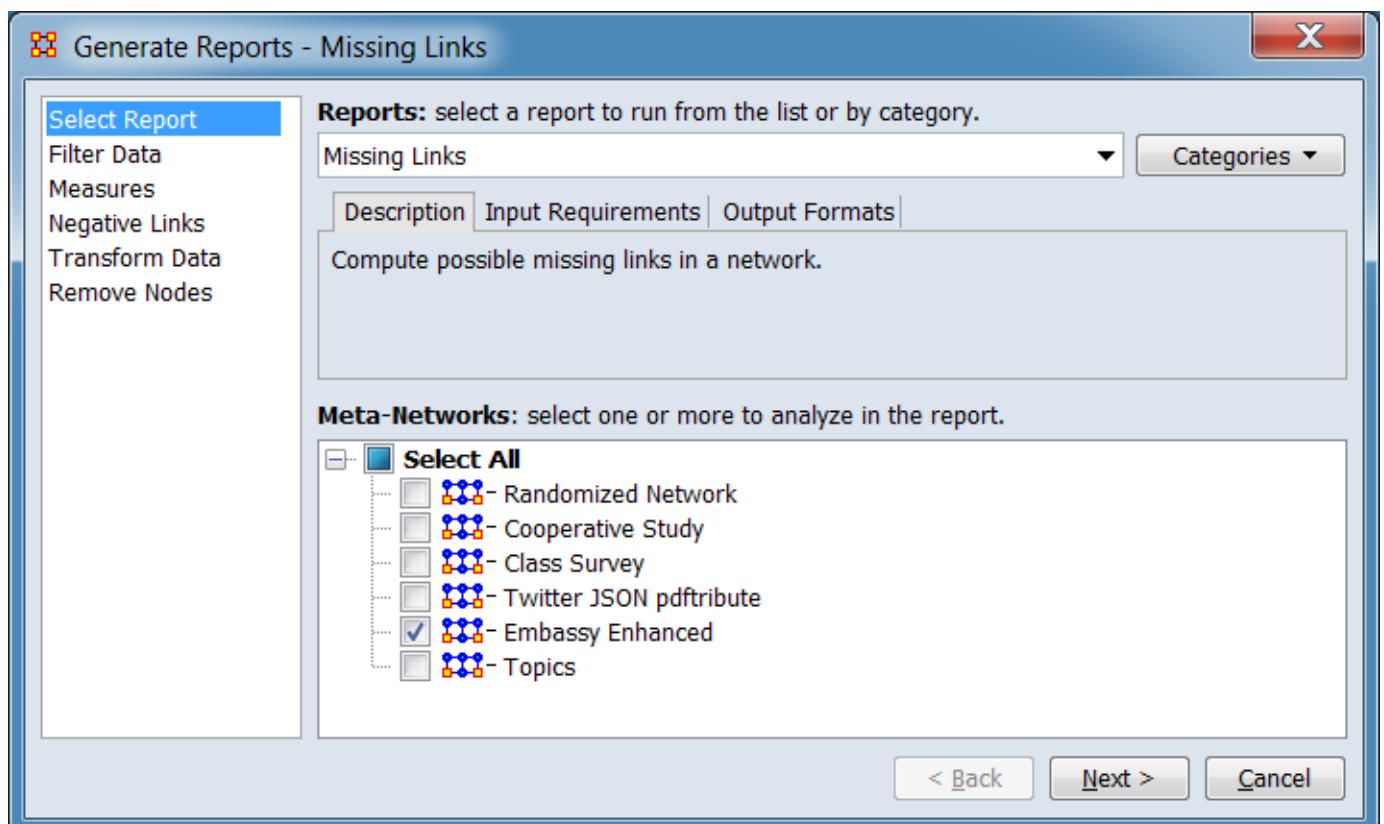 Generate Reports - Missing Links
Select Report
Filter Data
Measures
Negative Links
Transform Data
Remove Nodes
Reports: select a report to run from the list or by category.
Missing Links
Categories
Description
Input Requirements
Output Formats
Compute possible missing links in a network.
Meta-Networks: select one or more to analyze in the report.
Select All
Randomized Network
Cooperative Study
Class Survey
Twitter JSON pdftribute
Embassy Enhanced
Topics
< Back
Next >
Cancel